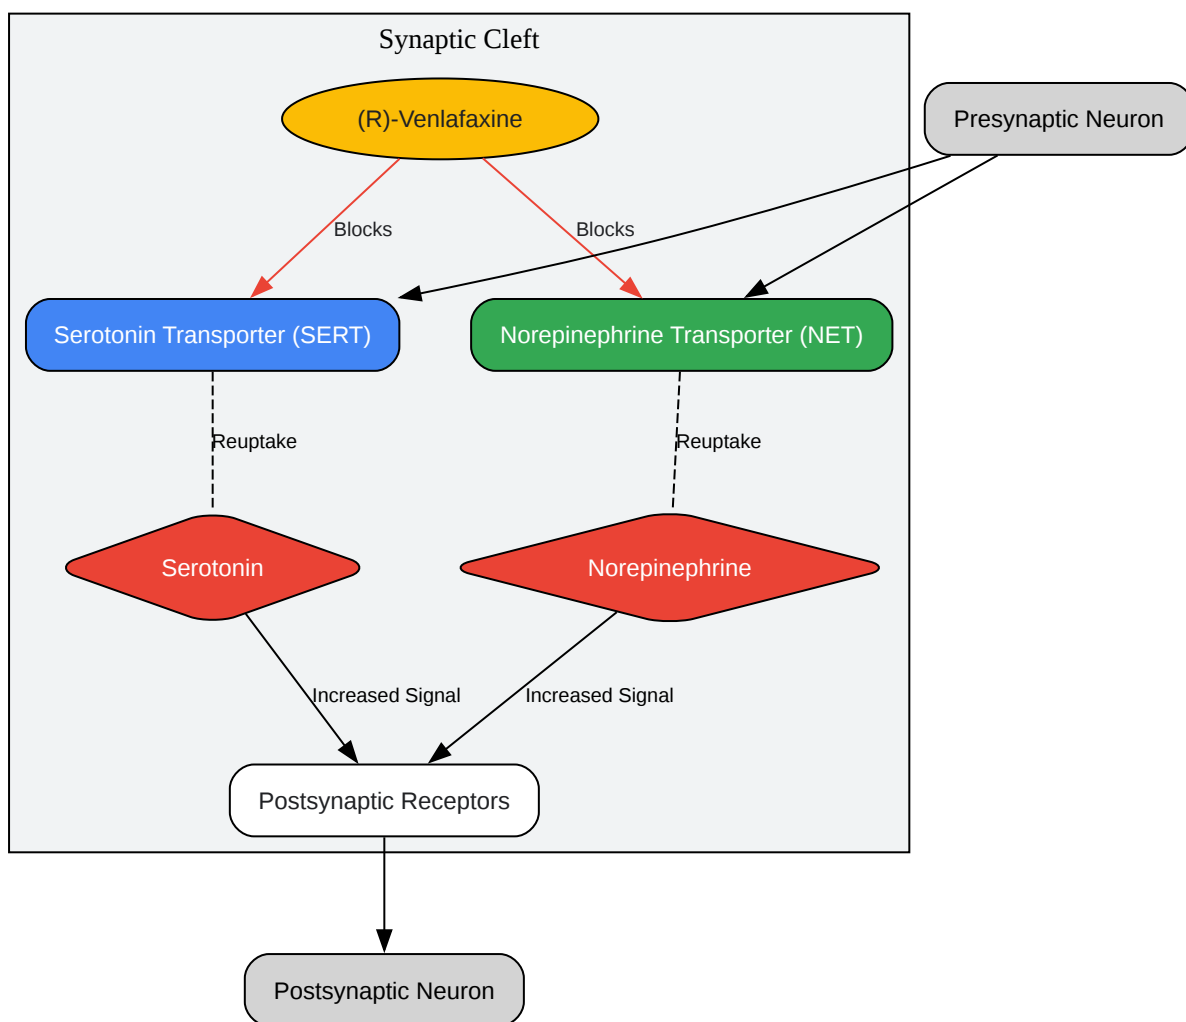 Synaptic Cleft
(R)-Venlafaxine
Presynaptic Neuron
Blocks
Blocks
Serotonin Transporter (SERT)
Norepinephrine Transporter (NET)
Reuptake
Reuptake
Serotonin
Norepinephrine
Increased Signal
Increased Signal
Postsynaptic Receptors
Postsynaptic Neuron